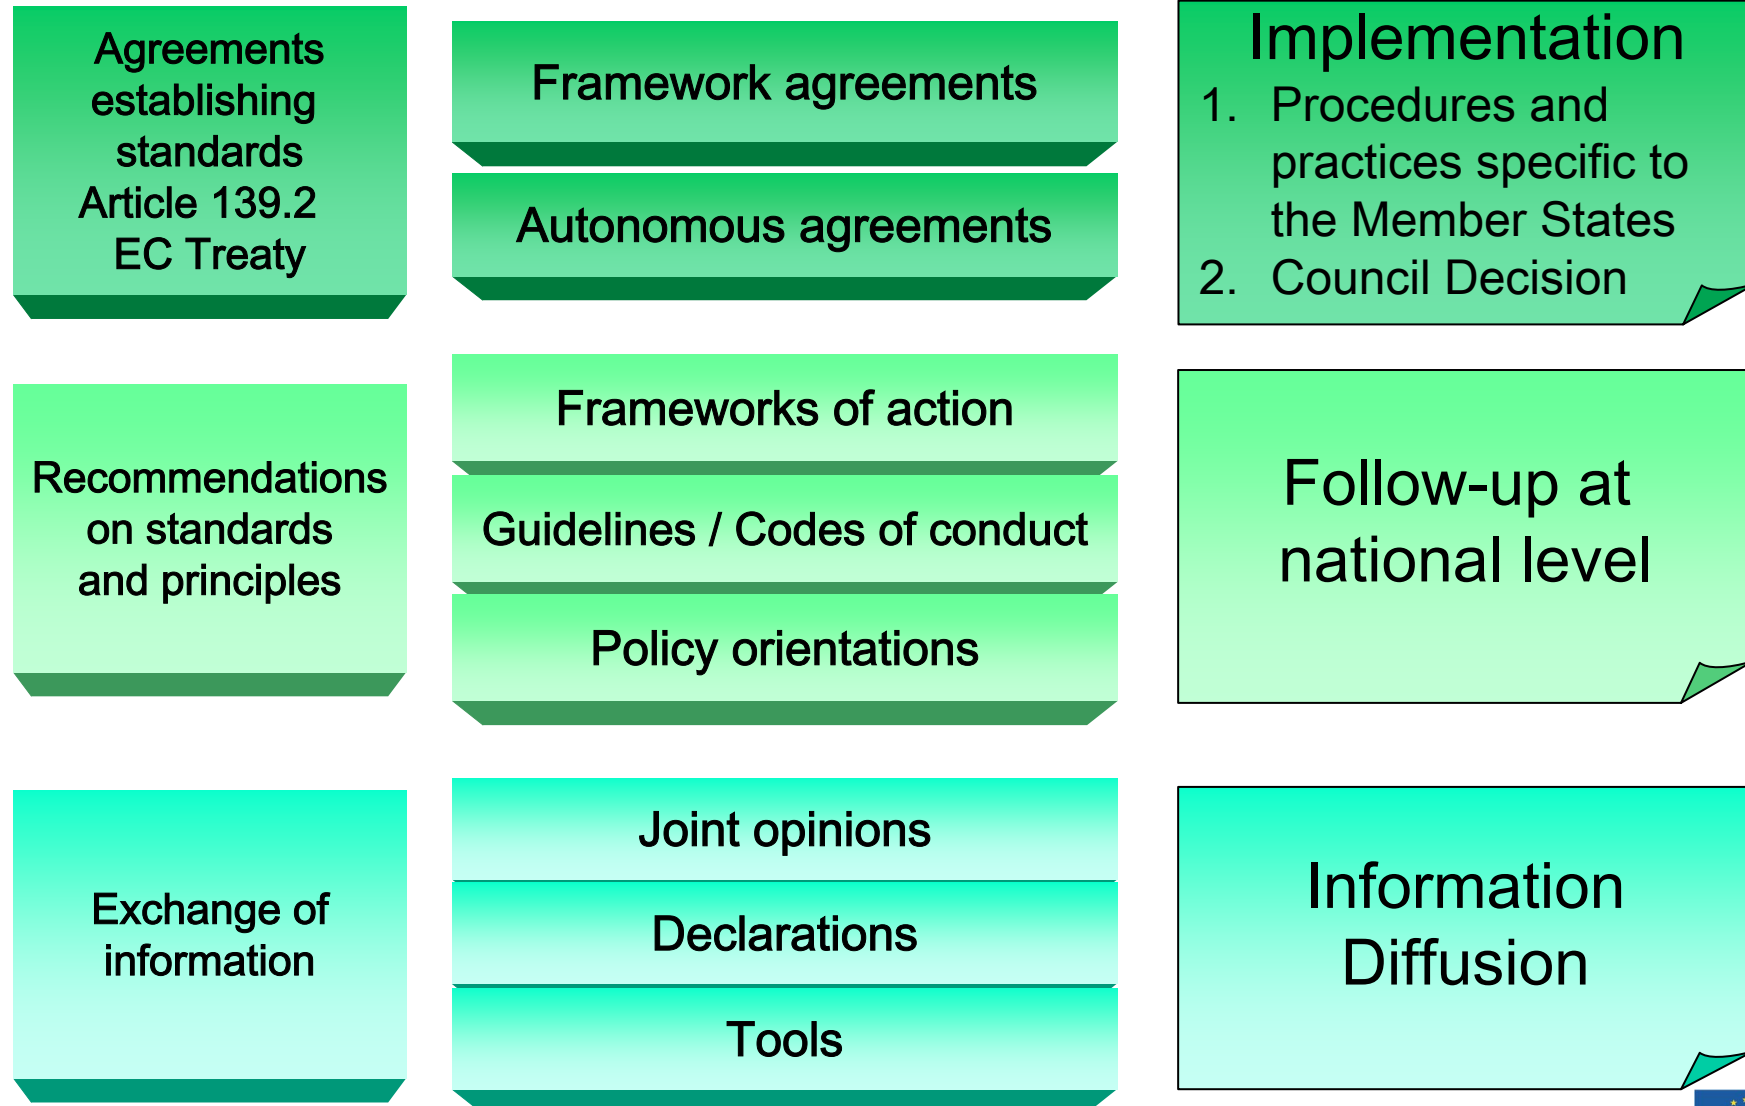 Agreements
establishing
standards
Article 139.2
EC Treaty
Framework agreements
Autonomous agreements
Implementation
1. Procedures and
practices specific to
the Member States
2. Council Decision
Recommendations
on standards
and principles
Frameworks of action
Guidelines / Codes of conduct
Policy orientations
Follow-up at
national level
Exchange of
information
Joint opinions
Declarations
Tools
Information
Diffusion